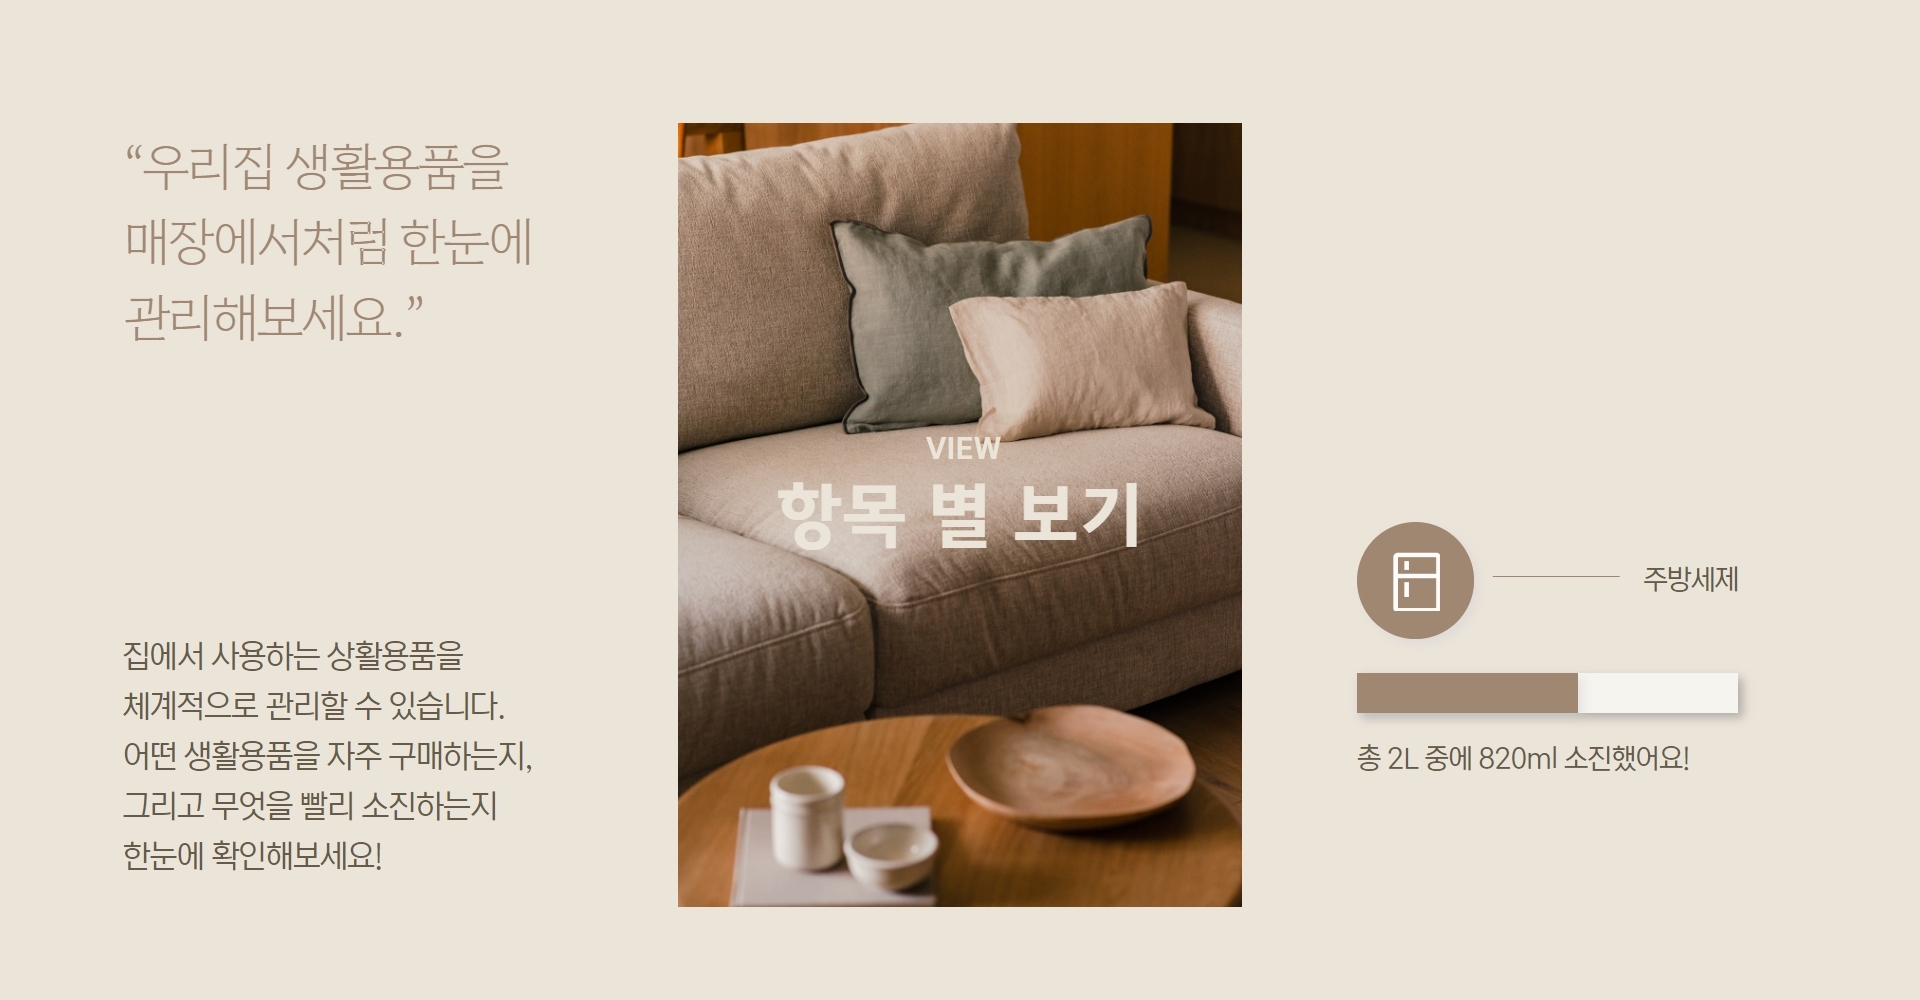 “우리집 생활용품을
매장에서처럼 한눈에
관리해보세요.”
집에서 사용하는 상활용품을
체계적으로 관리할 수 있습니다.
어떤 생활용품을 자주 구매하는지,
그리고 무엇을 빨리 소진하는지
한눈에 확인해보세요!
VIEW
항목 별 보기
주방세제
총 2L 중에 820ml 소진했어요!